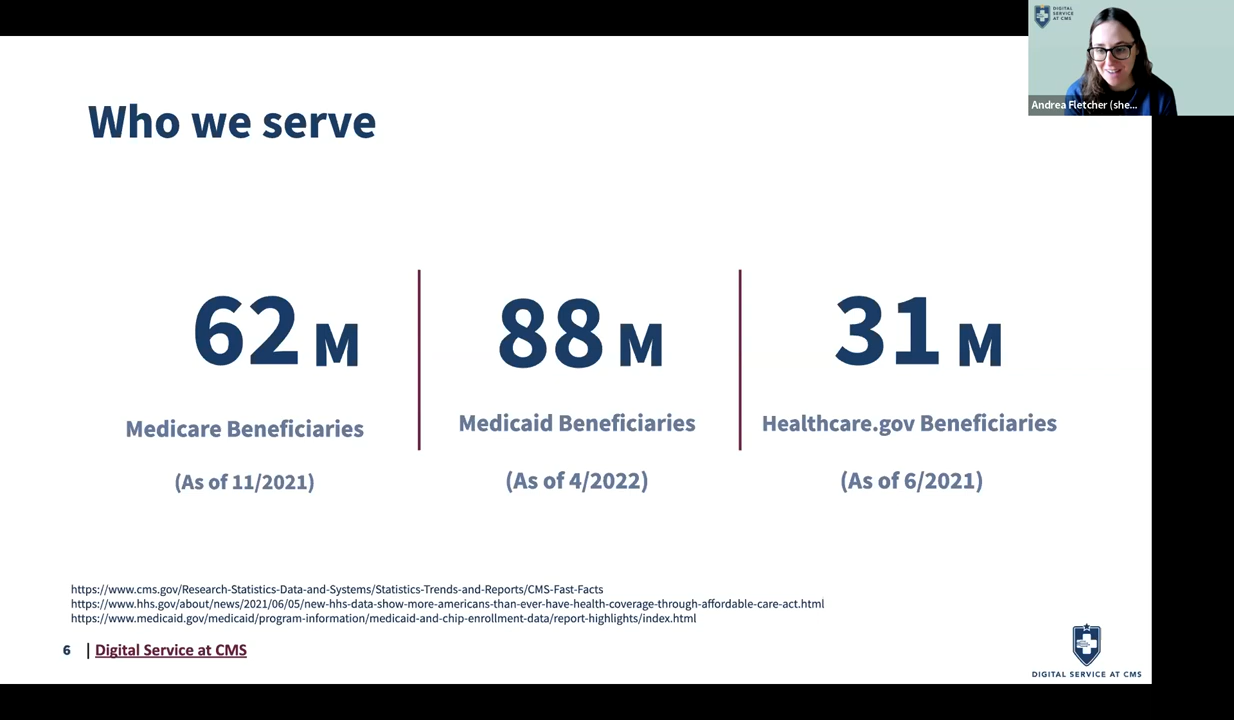 DIGITAL
SERVICE
AT CMS
Andrea Fletcher (she...
Who we serve
62 M
Medicare Beneficiaries
(As of 11/2021)
88 M
Medicaid Beneficiaries
(As of 4/2022)
31 M
Healthcare.gov Beneficiaries
(As of 6/2021)
https://www.cms.gov/Research-Statistics-Data-and-Systems/Statistics-Trends-and-Reports/CMS-Fast-Facts
https://www.hhs.gov/about/news/2021/06/05/new-hhs-data-show-more-americans-than-ever-have-health-coverage-through-affordable-care-act.html
https://www.medicaid.gov/medicaid/program-information/medicaid-and-chip-enrollment-data/report-highlights/index.html
6 | Digital Service at CMS
DIGITAL SERVICE AT CMS